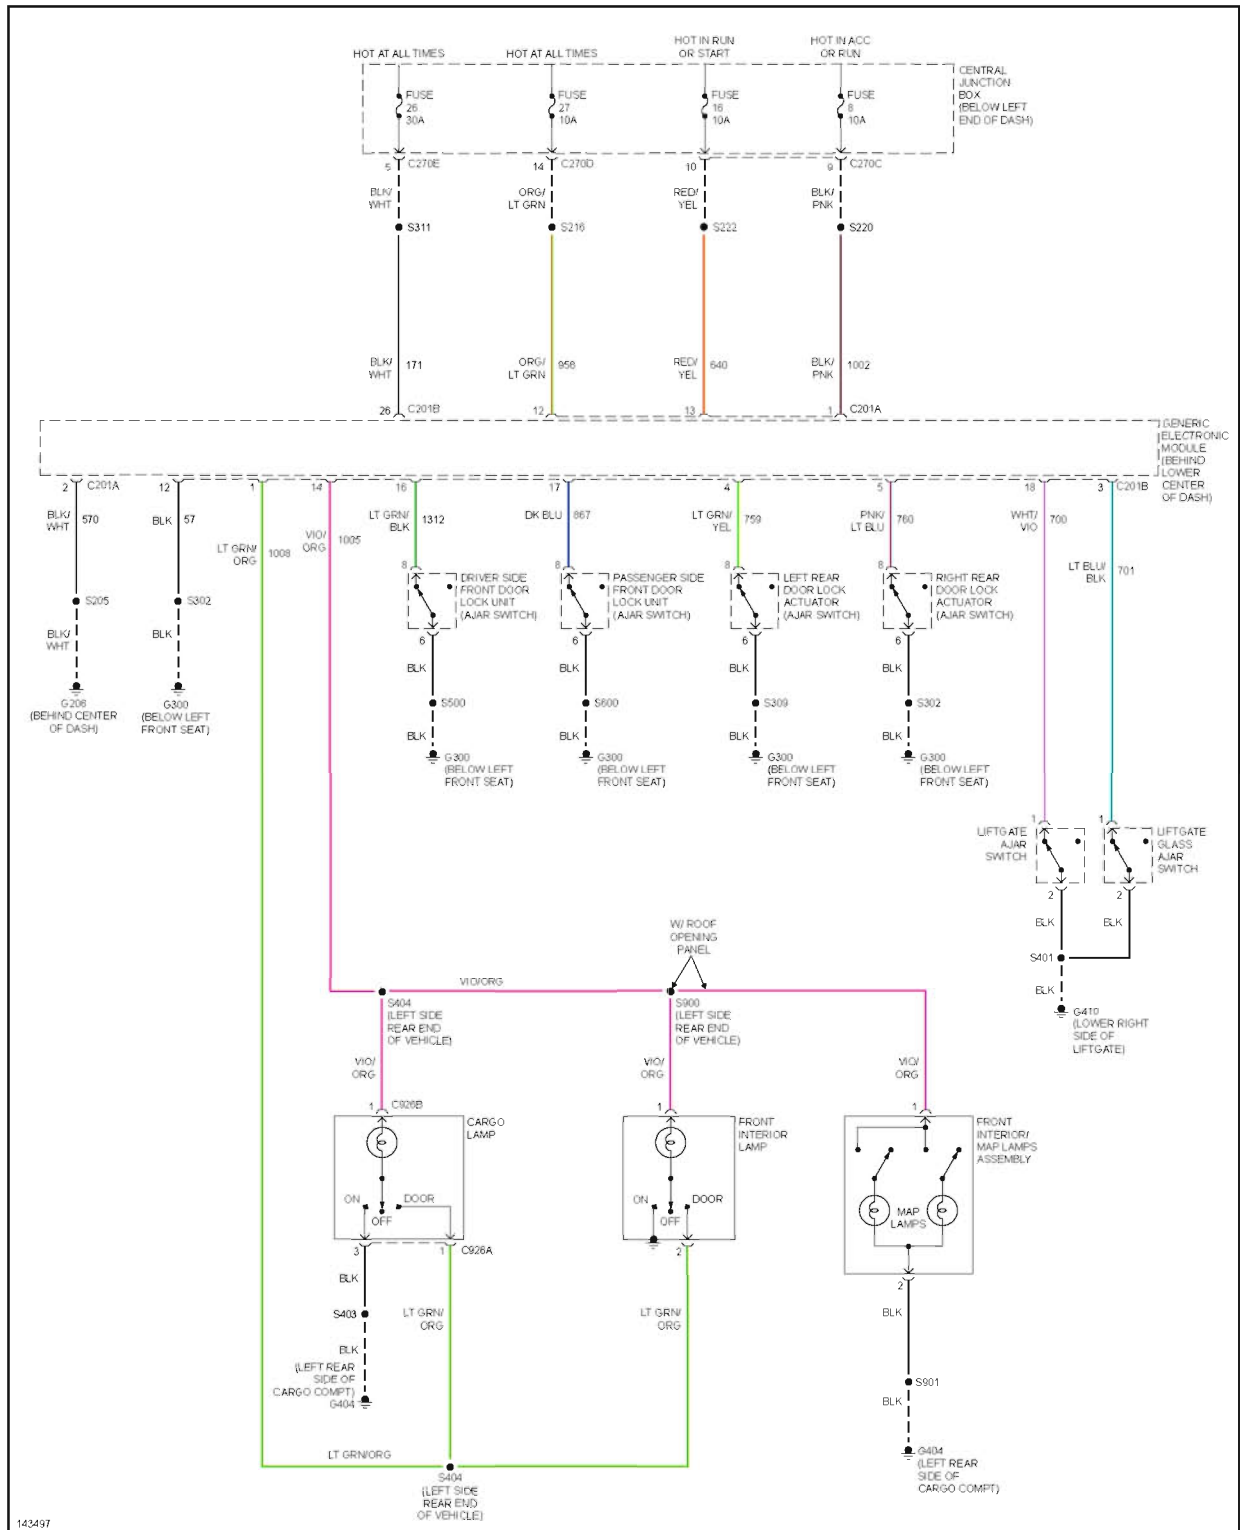 HOT AT ALL TIMES
HOT AT ALL TIMES
HOT IN RUN
OR START
HOT IN ACC
OR RUN
FUSE
26
30A
FUSE
27
10A
FUSE
16
10A
FUSE
8
10A
CENTRAL
JUNCTION
BOX
(BELOW LEFT
END OF DASH)
5
C270E
14
C270D
10
9
C270C
BLK/
WHT
ORG/
LT GRN
RED/
YEL
BLK/
PNK
S311
S216
S222
S220
BLK/
WHT
171
ORG/
LT GRN
956
RED/
YEL
640
BLK/
PNK
1002
26
C201B
12
13
1
C201A
GENERIC
ELECTRONIC
MODULE
(BEHIND
LOWER
CENTER
OF DASH)
2
C201A
12
1
14
16
17
4
5
18
3
C201B
BLK/
WHT
570
BLK
57
LT GRN/
ORG
1008
VIO/
ORG
1005
LT GRN/
BLK
1312
DK BLU
867
LT GRN/
YEL
759
PNK/
LT BLU
760
WHT/
VIO
700
LT BLU/
BLK
701
8
DRIVER SIDE
FRONT DOOR
LOCK UNIT
(AJAR SWITCH)
8
PASSENGER SIDE
FRONT DOOR
LOCK UNIT
(AJAR SWITCH)
8
LEFT REAR
DOOR LOCK
ACTUATOR
(AJAR SWITCH)
8
RIGHT REAR
DOOR LOCK
ACTUATOR
(AJAR SWITCH)
S205
S302
BLK/
WHT
BLK
6
6
6
6
BLK
BLK
BLK
BLK
G206
(BEHIND CENTER
OF DASH)
G300
(BELOW LEFT
FRONT SEAT)
S500
S600
S309
S302
BLK
BLK
BLK
BLK
G300
(BELOW LEFT
FRONT SEAT)
G300
(BELOW LEFT
FRONT SEAT)
G300
(BELOW LEFT
FRONT SEAT)
G300
(BELOW LEFT
FRONT SEAT)
1
LIFTGATE
AJAR
SWITCH
1
LIFTGATE
GLASS
AJAR
SWITCH
2
2
BLK
BLK
S401
BLK
G410
(LOWER RIGHT
SIDE OF
LIFTGATE)
W/ ROOF
OPENING
PANEL
VIO/ORG
S404
(LEFT SIDE
REAR END
OF VEHICLE)
S900
(LEFT SIDE
REAR END
OF VEHICLE)
VIO/
ORG
VIO/
ORG
VIO/
ORG
1
C926B
1
1
CARGO
LAMP
FRONT
INTERIOR
LAMP
FRONT
INTERIOR/
MAP LAMPS
ASSEMBLY
ON
DOOR
OFF
ON
DOOR
OFF
MAP
LAMPS
3
1
C926A
2
2
BLK
LT GRN/
ORG
LT GRN/
ORG
BLK
S403
BLK
(LEFT REAR
SIDE OF
CARGO COMPT)
G404
S901
BLK
G404
(LEFT REAR
SIDE OF
CARGO COMPT)
LT GRN/ORG
S404
(LEFT SIDE
REAR END
OF VEHICLE)
143497